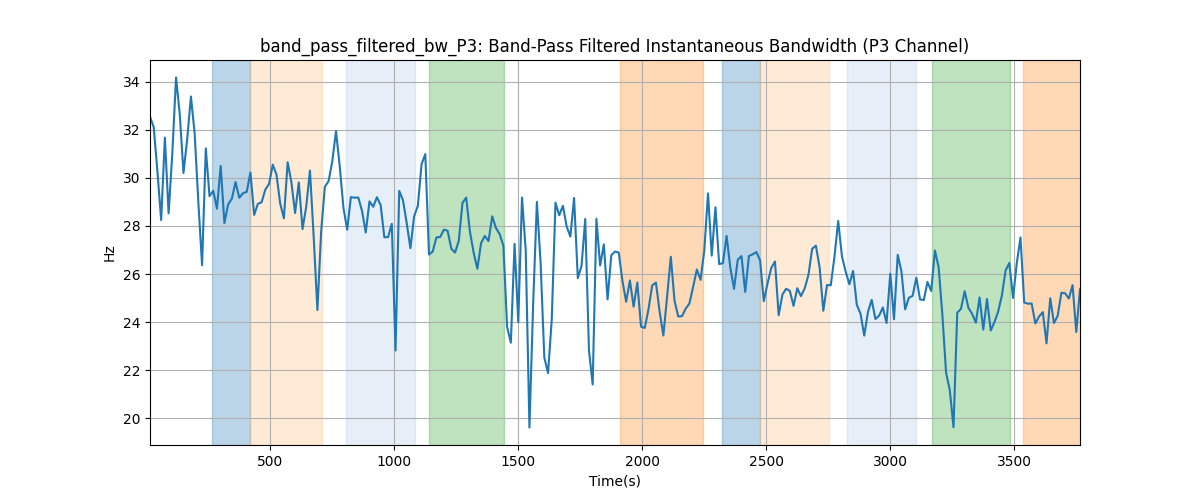 band_pass_filtered_bw_P3: Band-Pass Filtered Instantaneous Bandwidth (P3 Channel)
34
32
30
28
26
24
22
20
Hz
500 1000 1500 2000 2500 3000 3500
Time(s)